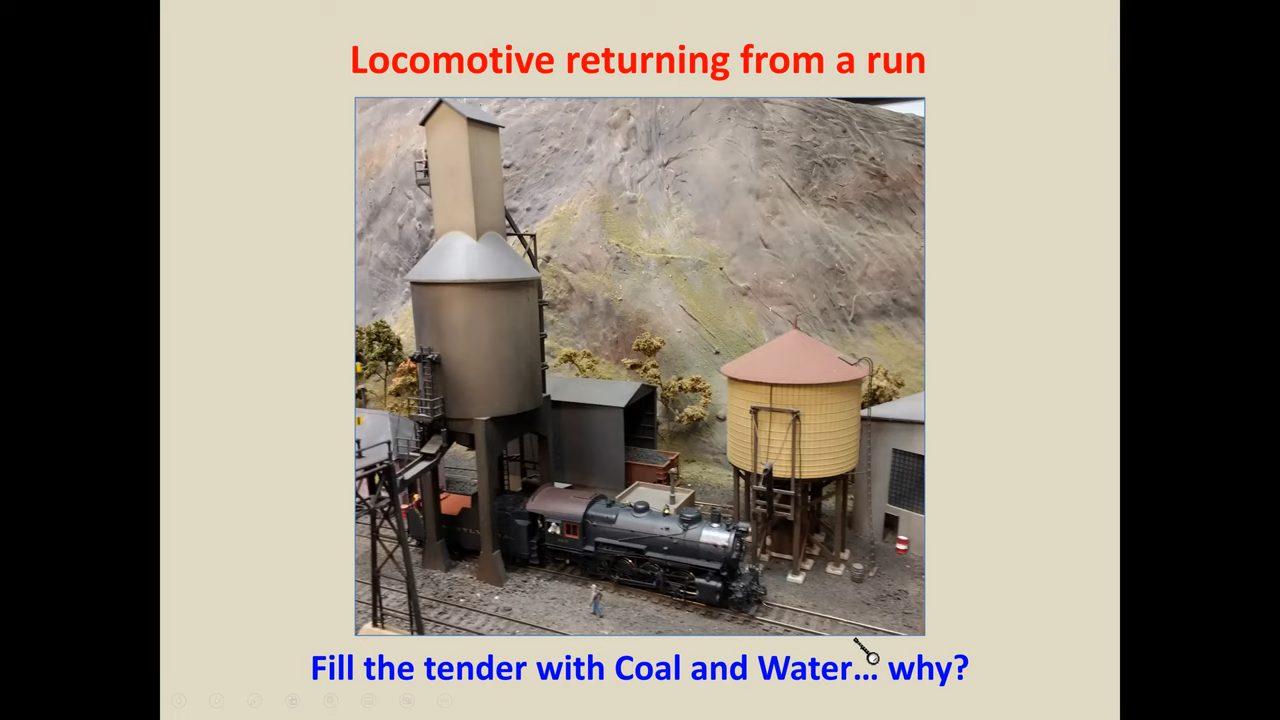 Locomotive returning from a run
Fill the tender with Coal and Water... why?